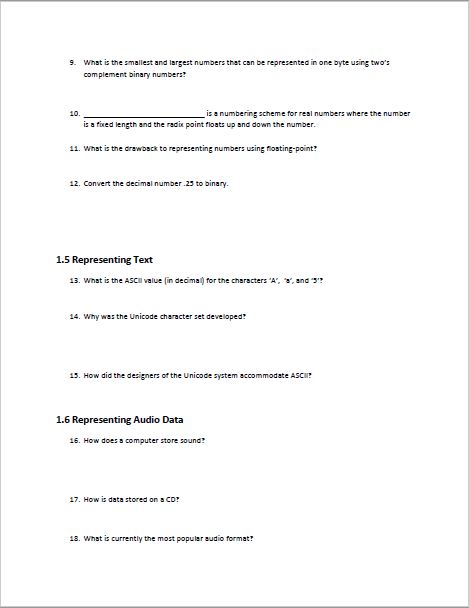 9. What is the smallest and largest numbers that can be represented in one byte using two's
complement binary numbers?
10. ______________________________ is a numbering scheme for real numbers where the number
is a fixed length and the radix point floats up and down the number.
11. What is the drawback to representing numbers using floating-point?
12. Convert the decimal number .25 to binary.
1.5 Representing Text
13. What is the ASCII value (in decimal) for the characters 'A', 'a', and '5'?
14. Why was the Unicode character set developed?
15. How did the designers of the Unicode system accommodate ASCII?
1.6 Representing Audio Data
16. How does a computer store sound?
17. How is data stored on a CD?
18. What is currently the most popular audio format?